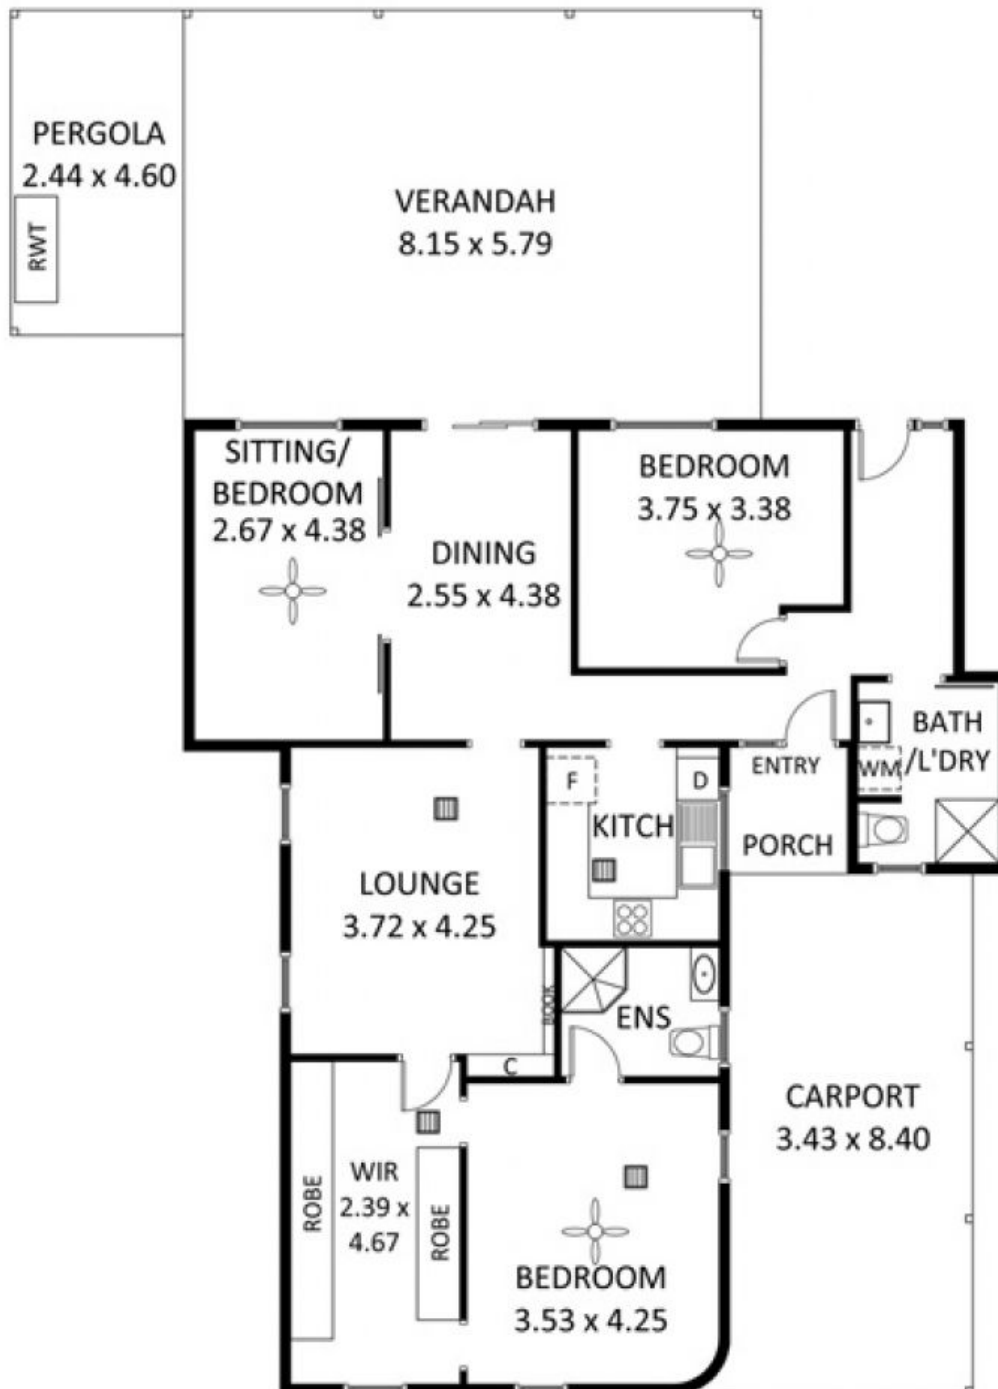 PERGOLA
2.44 x 4.60
RWT
VERANDAH
8.15 x 5.79
SITTING/
BEDROOM
2.67 x 4.38
DINING
2.55 x 4.38
BEDROOM
3.75 x 3.38
BATH
/L'DRY
WM
ENTRY
PORCH
F
D
KITCH
LOUNGE
3.72 x 4.25
BOOK
ENS
C
CARPORT
3.43 x 8.40
ROBE
WIR
2.39 x
4.67
ROBE
BEDROOM
3.53 x 4.25